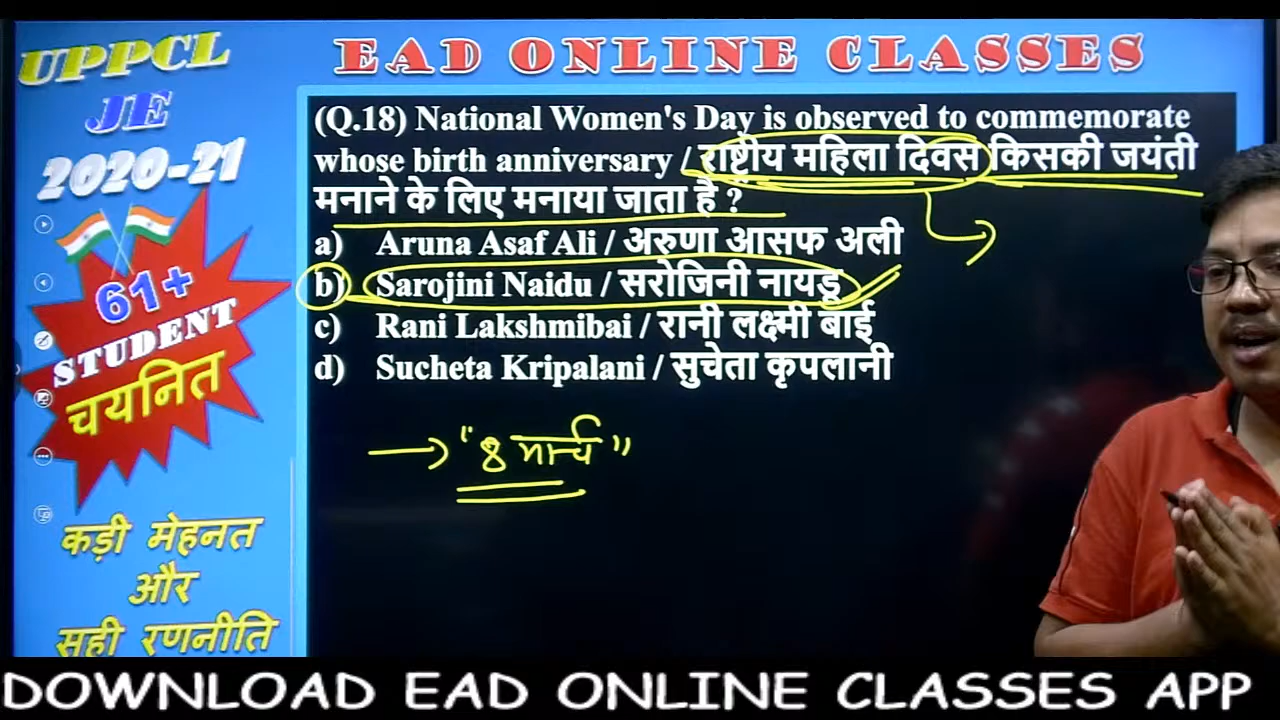 UPPCL
JE
2020-21
61+
STUDENT
चयनित
कड़ी मेहनत
और
सही रणनीति
EAD ONLINE CLASSES
(Q.18) National Women's Day is observed to commemorate
whose birth anniversary / राष्ट्रीय महिला दिवस किसकी जयंती
मनाने के लिए मनाया जाता है ?
a) Aruna Asaf Ali / अरुणा आसफ अली
b) Sarojini Naidu / सरोजिनी नायडू
c) Rani Lakshmibai / रानी लक्ष्मी बाई
d) Sucheta Kripalani / सुचेता कृपलानी
"8 मार्च"
DOWNLOAD EAD ONLINE CLASSES APP